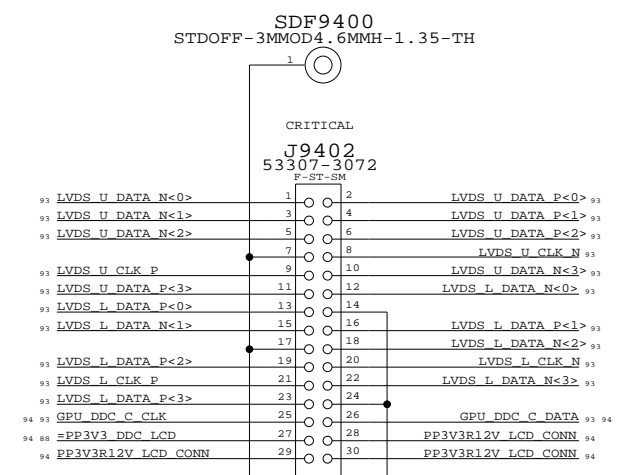 SDF9400
STDOFF-3MMOD4.6MMH-1.35-TH
1
CRITICAL
J9402
53307-3072
F-ST-SM
93 LVDS_U_DATA_N<0> 1 2 LVDS_U_DATA_P<0> 93
93 LVDS_U_DATA_N<1> 3 4 LVDS_U_DATA_P<1> 93
93 LVDS_U_DATA_N<2> 5 6 LVDS_U_DATA_P<2> 93
7 8 LVDS_U_CLK_N 93
93 LVDS_U_CLK_P 9 10 LVDS_U_DATA_N<3> 93
93 LVDS_U_DATA_P<3> 11 12 LVDS_L_DATA_N<0> 93
93 LVDS_L_DATA_P<0> 13 14
93 LVDS_L_DATA_N<1> 15 16 LVDS_L_DATA_P<1> 93
17 18 LVDS_L_DATA_N<2> 93
93 LVDS_L_DATA_P<2> 19 20 LVDS_L_CLK_N 93
93 LVDS_L_CLK_P 21 22 LVDS_L_DATA_N<3> 93
93 LVDS_L_DATA_P<3> 23 24
94 93 GPU_DDC_C_CLK 25 26 GPU_DDC_C_DATA 93 94
94 88 =PP3V3_DDC_LCD 27 28 PP3V3R12V_LCD_CONN 94
94 PP3V3R12V_LCD_CONN 29 30 PP3V3R12V_LCD_CONN 94